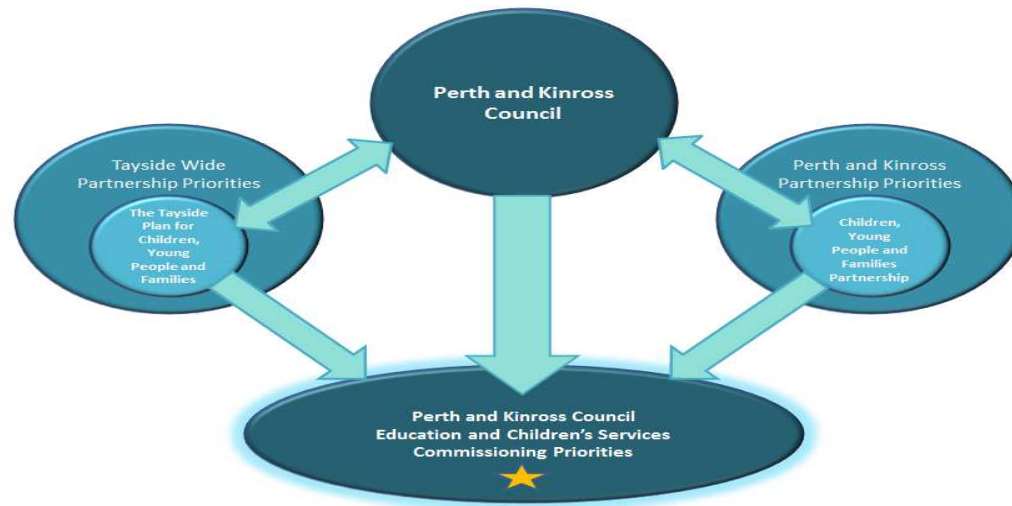 Perth and Kinross
Council
Tayside Wide
Partnership Priorities
The Tayside
Plan for
Children,
Young
People and
Families
Perth and Kinross
Partnership Priorities
Children,
Young
People and
Families
Partnership
Perth and Kinross Council
Education and Children's Services
Commissioning Priorities